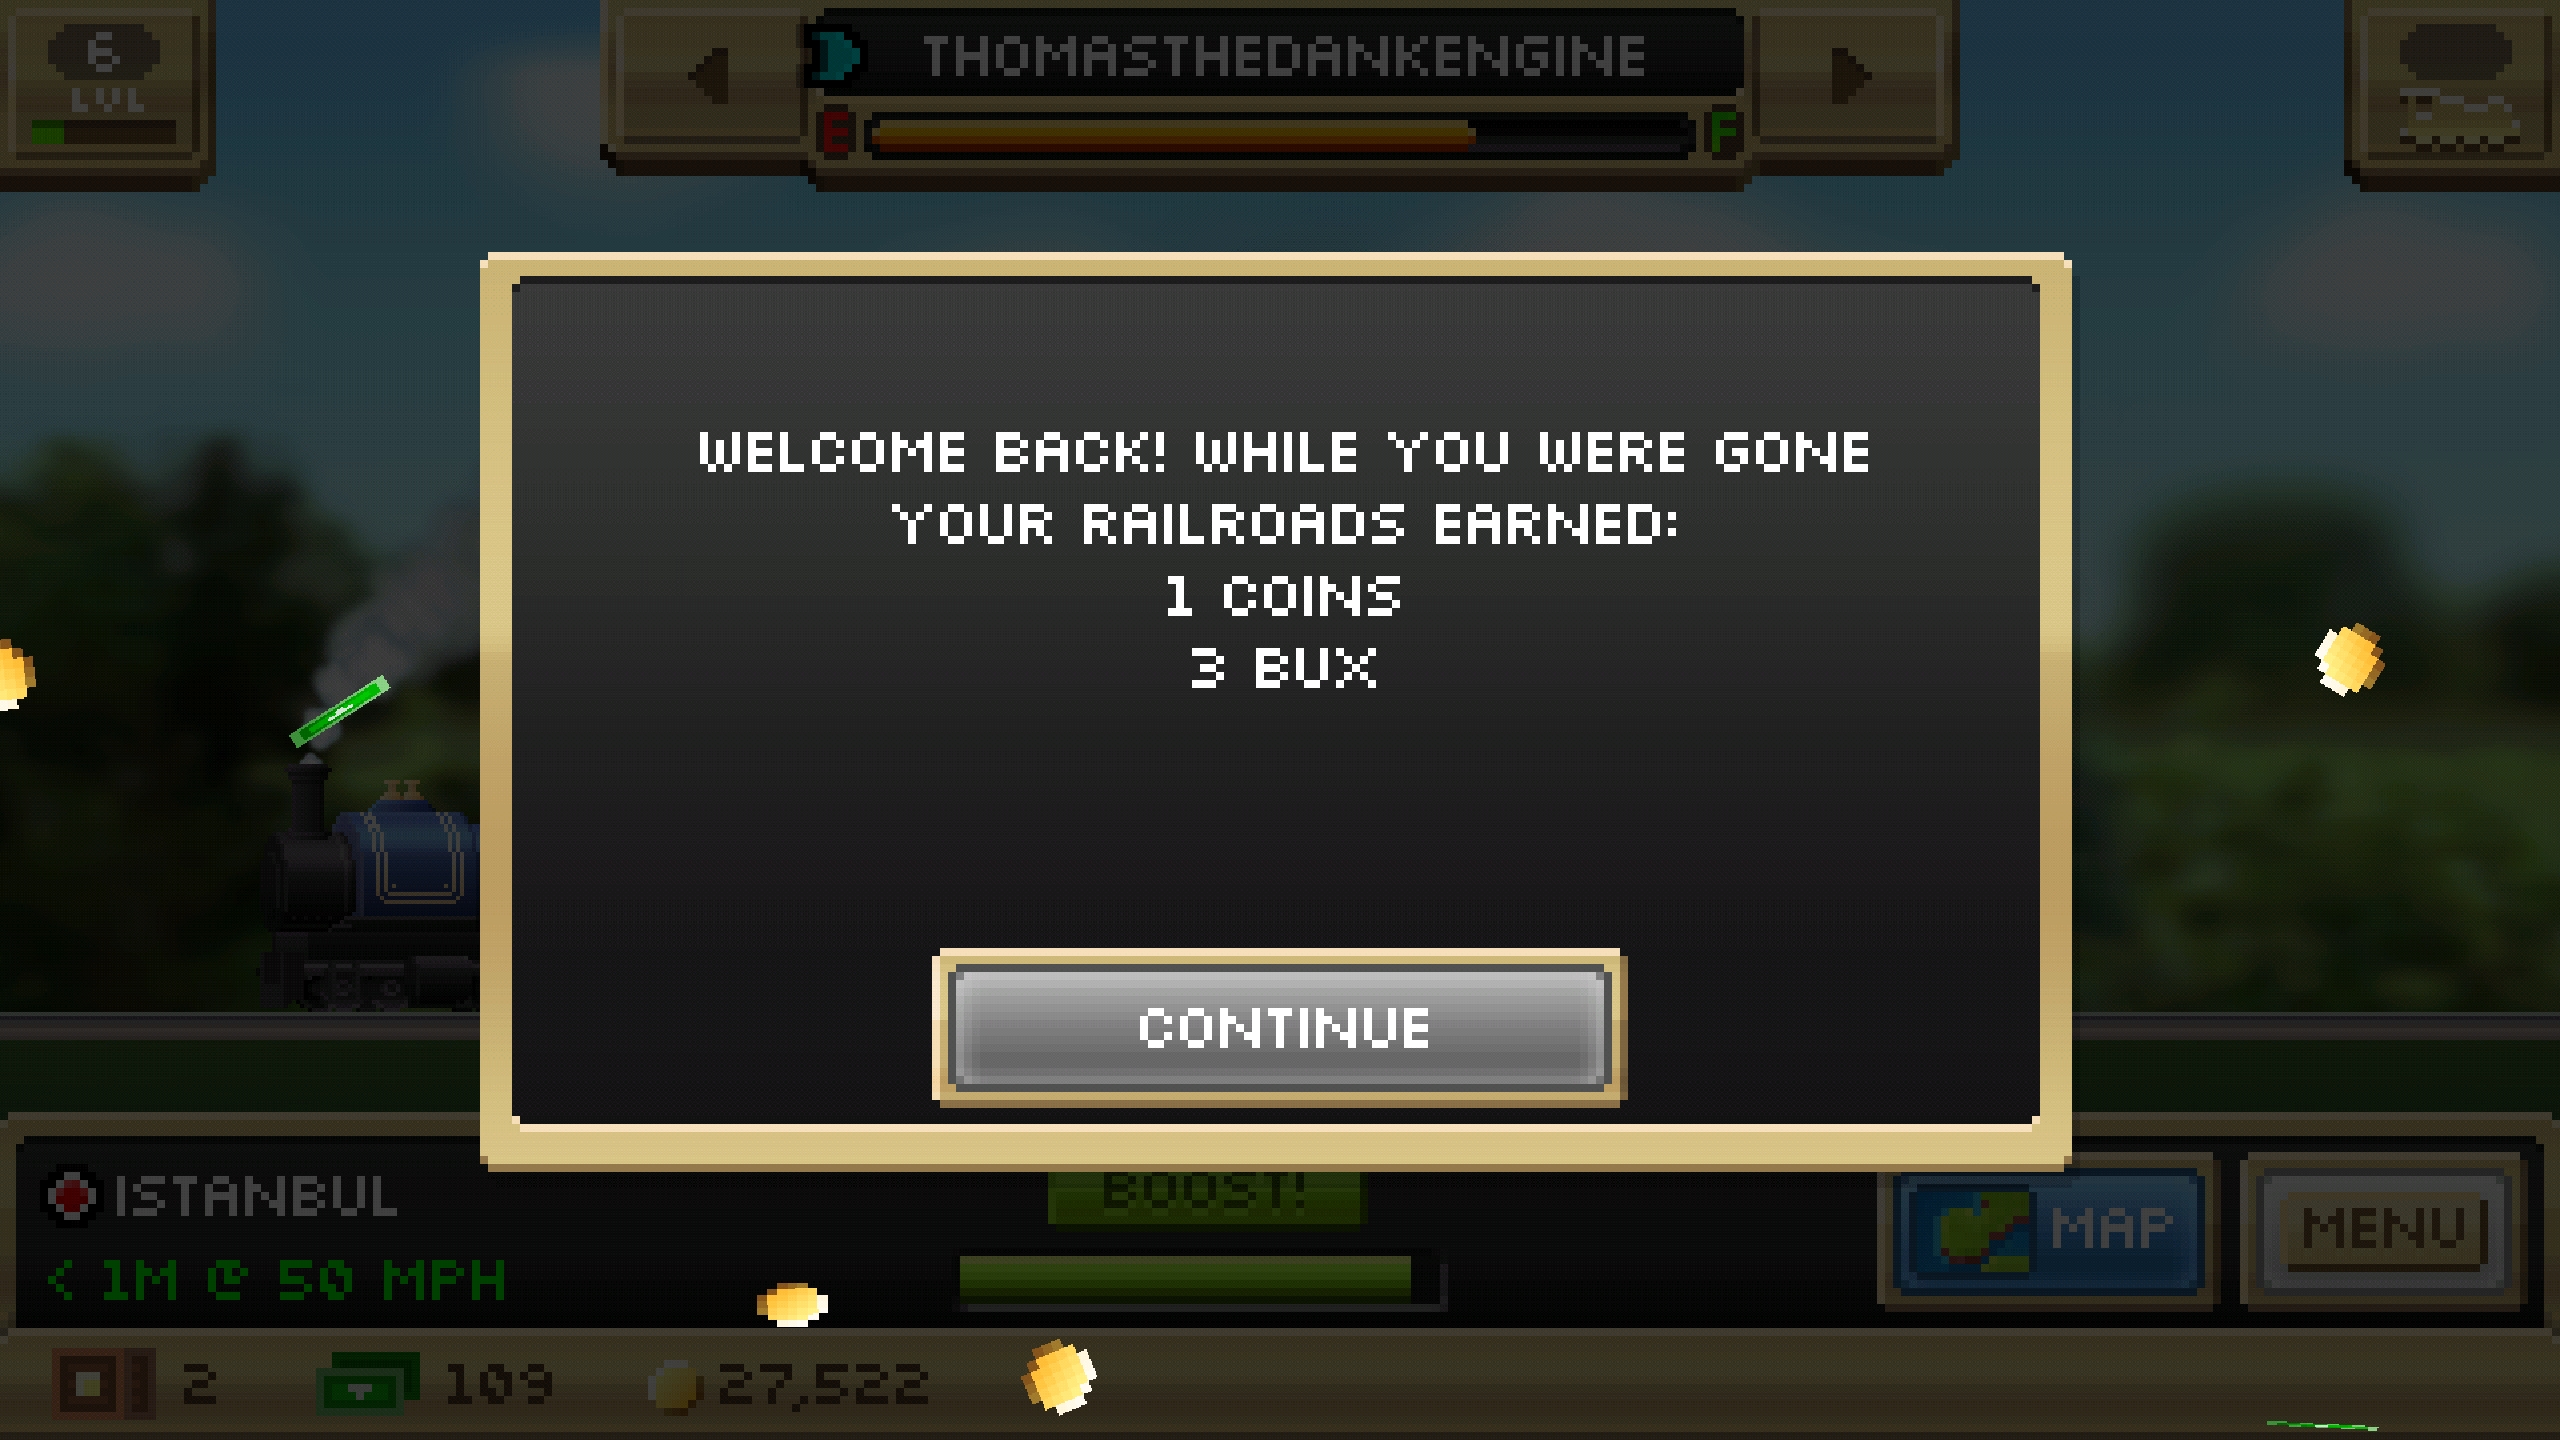 6
LVL
THOMASTHEDANKENGINE
E F
WELCOME BACK! WHILE YOU WERE GONE
YOUR RAILROADS EARNED:
1 COINS
3 BUX
CONTINUE
BOOST!
ISTANBUL
< 1M @ 50 MPH
MAP
MENU
2 109 27,522